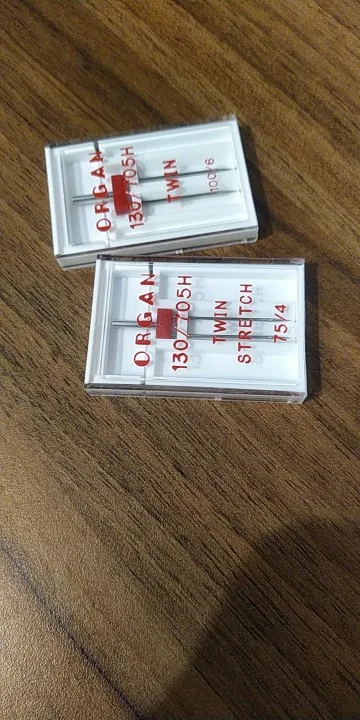 ORGAN
130/705H
TWIN
100/6
ORGAN
130/705H
TWIN
STRETCH
75/4